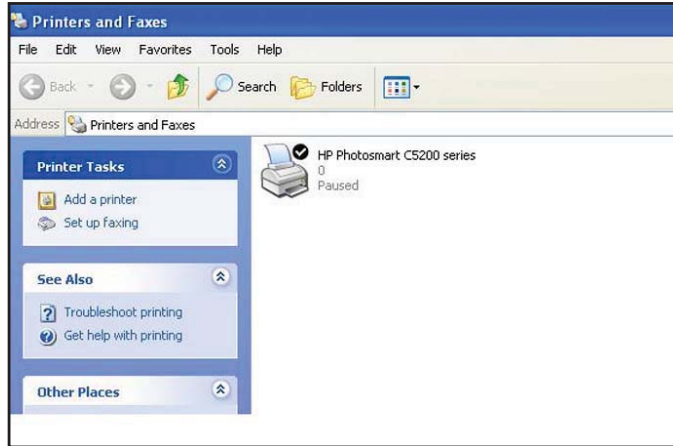 Printers and Faxes
File Edit View Favorites Tools Help
Back Search Folders
Address Printers and Faxes
Printer Tasks
Add a printer
Set up faxing
See Also
Troubleshoot printing
Get help with printing
Other Places
HP Photosmart C5200 series
0
Paused